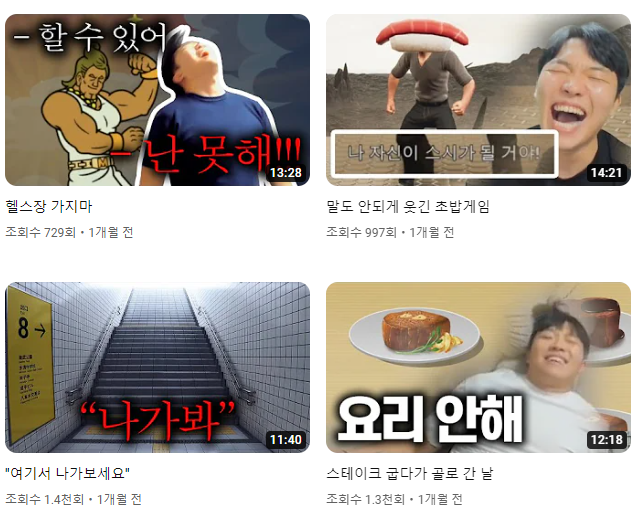 - 할 수 있어
- 난 못해!!!
13:28
헬스장 가지마
조회수 729회 • 1개월 전
나 자신이 스시가 될 거야!
14:21
말도 안되게 웃긴 초밥게임
조회수 997회 • 1개월 전
8 →
“나가봐”
11:40
"여기서 나가보세요"
조회수 1.4천회 • 1개월 전
요리 안해
12:18
스테이크 굽다가 골로 간 날
조회수 1.3천회 • 1개월 전